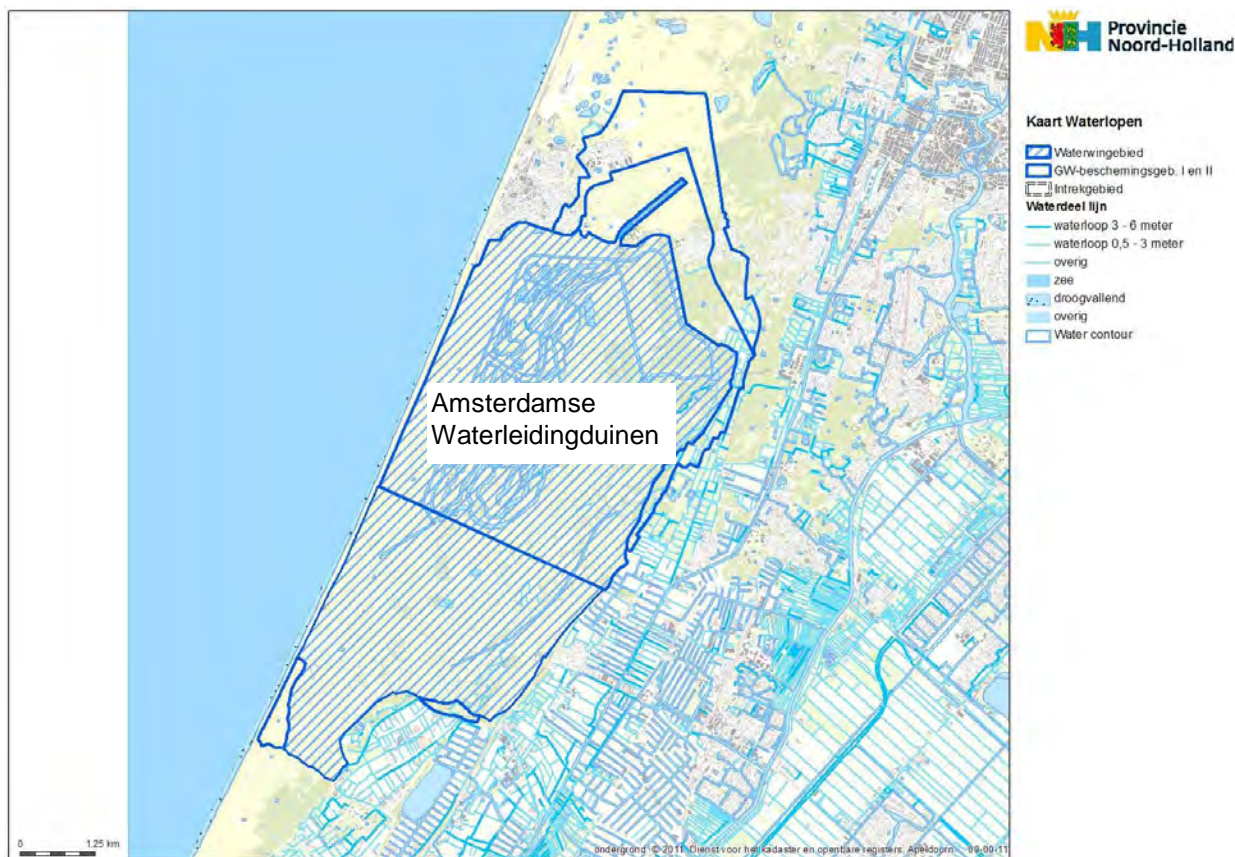 Provincie
Noord-Holland
Kaart Waterlopen
Waterwingebied
GW-beschemingsgeb. I en II
Intrekgebied
Waterdeel lijn
waterloop 3 - 6 meter
waterloop 0,5 - 3 meter
overig
zee
droogvallend
overig
Water contour
Amsterdamse
Waterleidingduinen
0 1.25 km
ondergrond © 2011 Dienst voor het kadaster en openbare registers, Apeldoorn